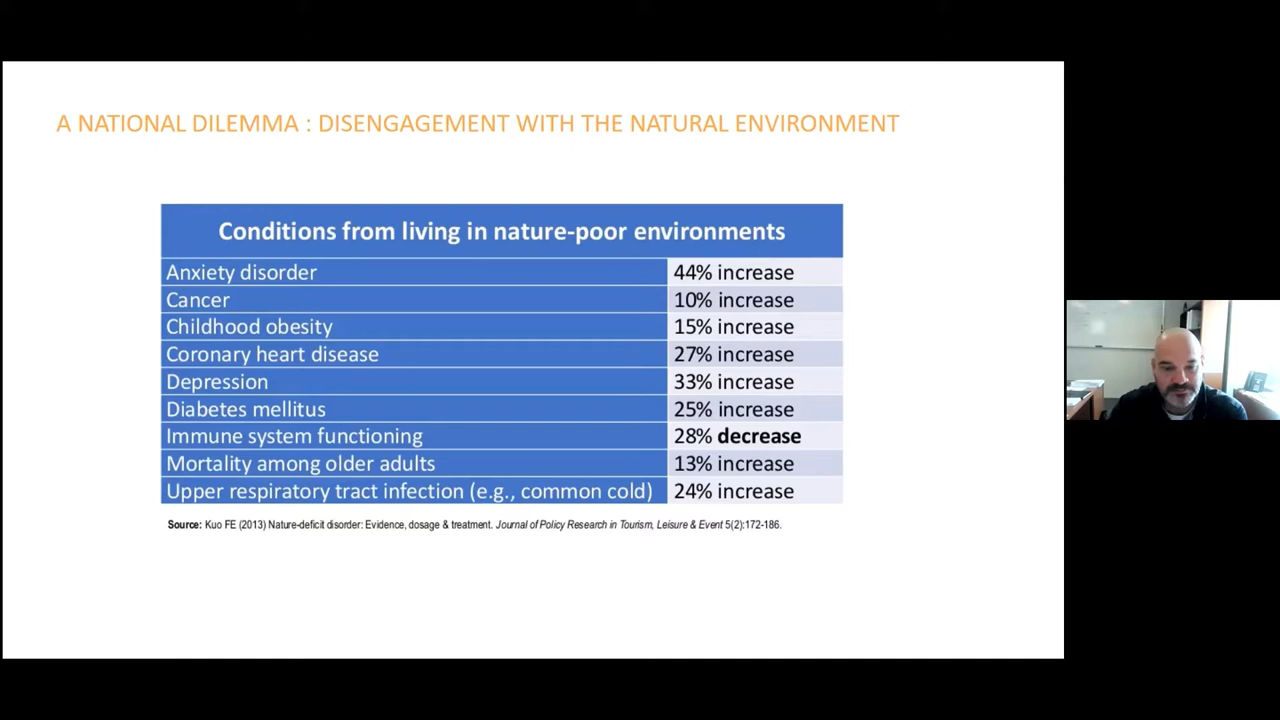 A NATIONAL DILEMMA : DISENGAGEMENT WITH THE NATURAL ENVIRONMENT
Conditions from living in nature-poor environments
Anxiety disorder 44% increase
Cancer 10% increase
Childhood obesity 15% increase
Coronary heart disease 27% increase
Depression 33% increase
Diabetes mellitus 25% increase
Immune system functioning 28% decrease
Mortality among older adults 13% increase
Upper respiratory tract infection (e.g., common cold) 24% increase
Source: Kuo FE (2013) Nature-deficit disorder: Evidence, dosage & treatment. Journal of Policy Research in Tourism, Leisure & Event 5(2):172-186.